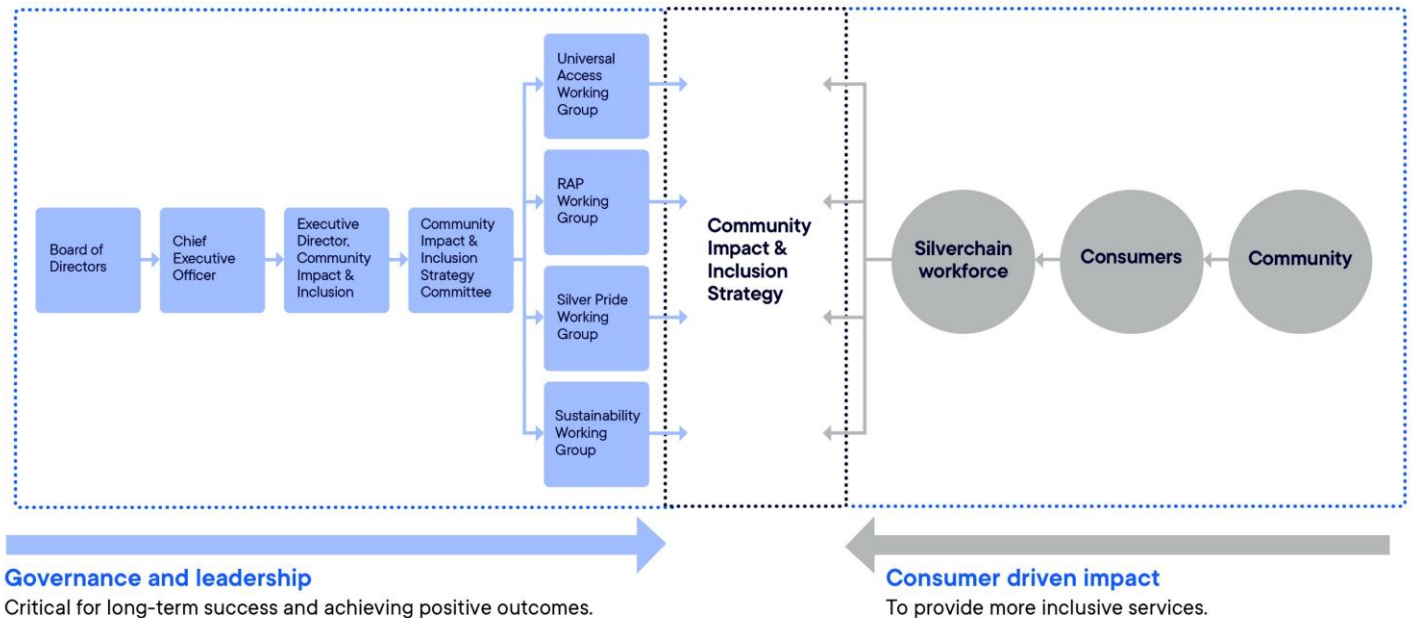 Board of
Directors
Chief
Executive
Officer
Executive
Director,
Community
Impact &
Inclusion
Community
Impact &
Inclusion
Strategy
Committee
Universal
Access
Working
Group
RAP
Working
Group
Silver Pride
Working
Group
Sustainability
Working
Group
Community
Impact &
Inclusion
Strategy
Silverchain
workforce
Consumers
Community
Governance and leadership
Critical for long-term success and achieving positive outcomes.
Consumer driven impact
To provide more inclusive services.